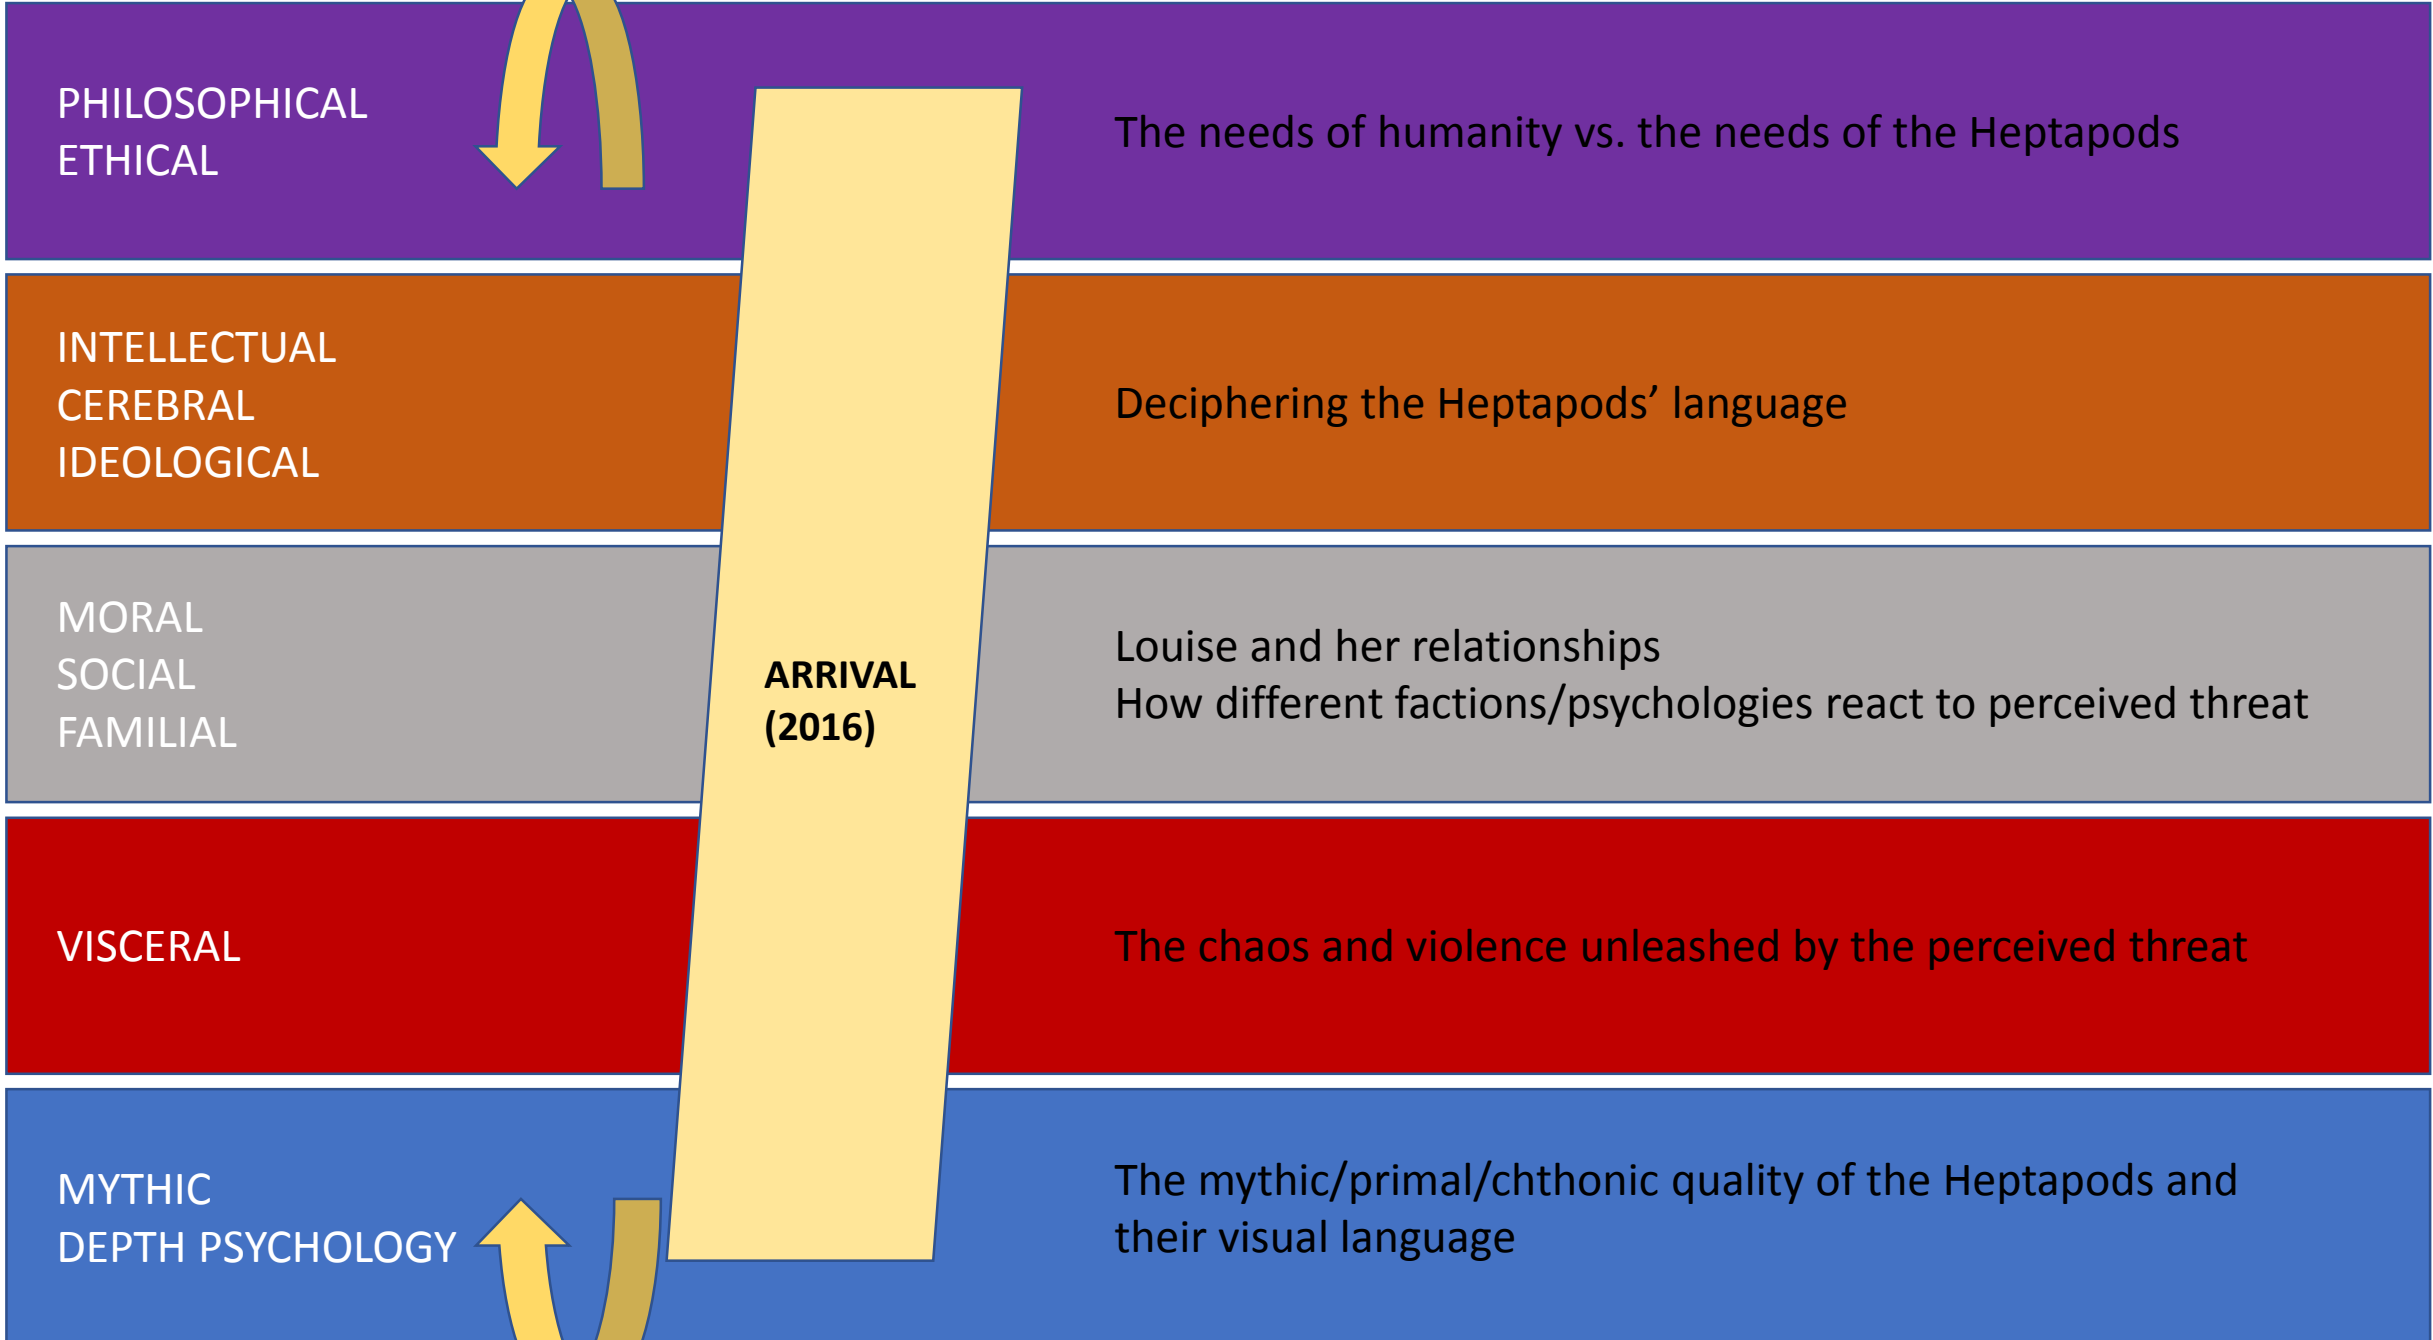 PHILOSOPHICAL
ETHICAL
The needs of humanity vs. the needs of the Heptapods
INTELLECTUAL
CEREBRAL
IDEOLOGICAL
Deciphering the Heptapods’ language
MORAL
SOCIAL
FAMILIAL
ARRIVAL
(2016)
Louise and her relationships
How different factions/psychologies react to perceived threat
VISCERAL
The chaos and violence unleashed by the perceived threat
MYTHIC
DEPTH PSYCHOLOGY
The mythic/primal/chthonic quality of the Heptapods and
their visual language